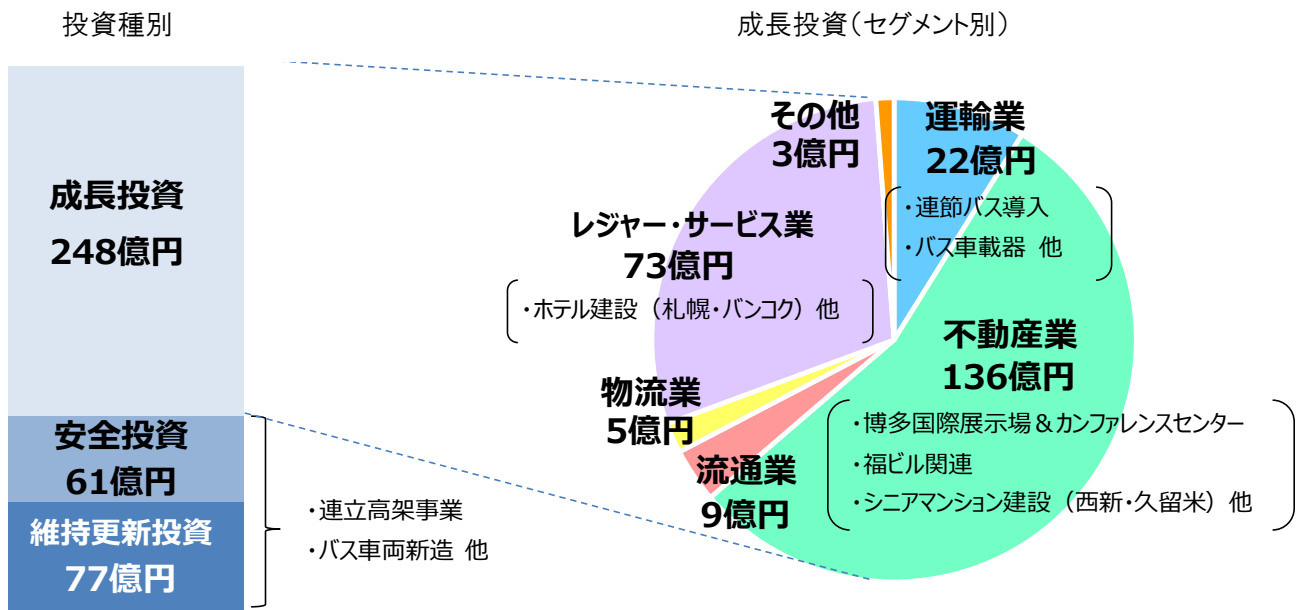 投資種別
成長投資
248億円
安全投資
61億円
維持更新投資
77億円
・連立高架事業
・バス車両新造 他
成長投資(セグメント別)
運輸業
22億円
・連節バス導入
・バス車載器 他
不動産業
136億円
・博多国際展示場&カンファレンスセンター
・福ビル関連
・シニアマンション建設(西新・久留米)他
流通業
9億円
物流業
5億円
レジャー・サービス業
73億円
・ホテル建設(札幌・バンコク)他
その他
3億円